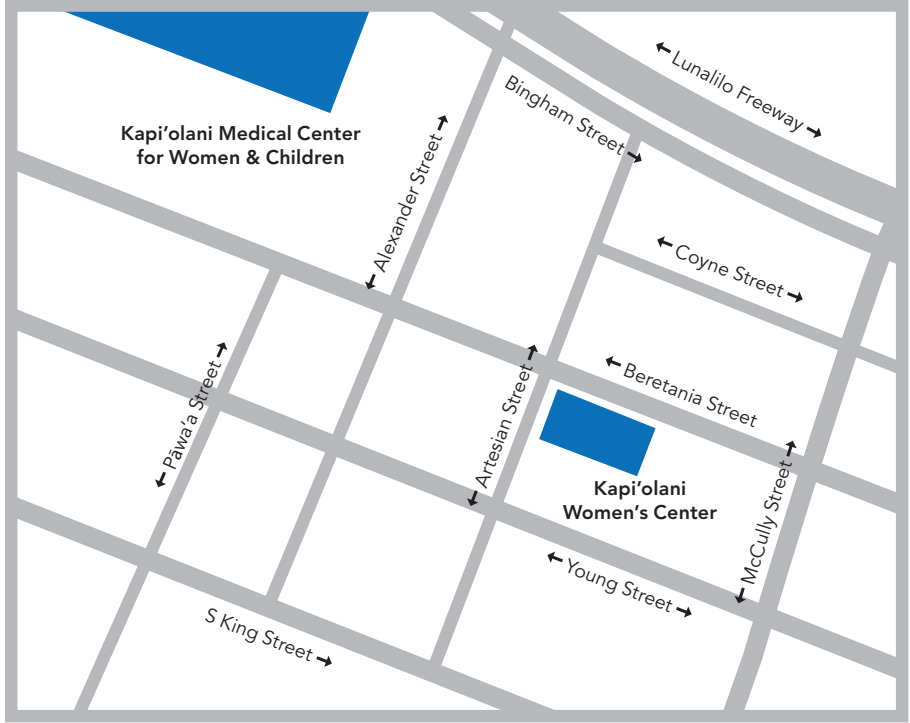 Lunalilo Freeway
Bingham Street
Kapi'olani Medical Center
for Women & Children
Alexander Street
Coyne Street
Beretania Street
Páwa'a Street
Artesian Street
Kapi'olani
Women's Center
McCully Street
Young Street
S King Street